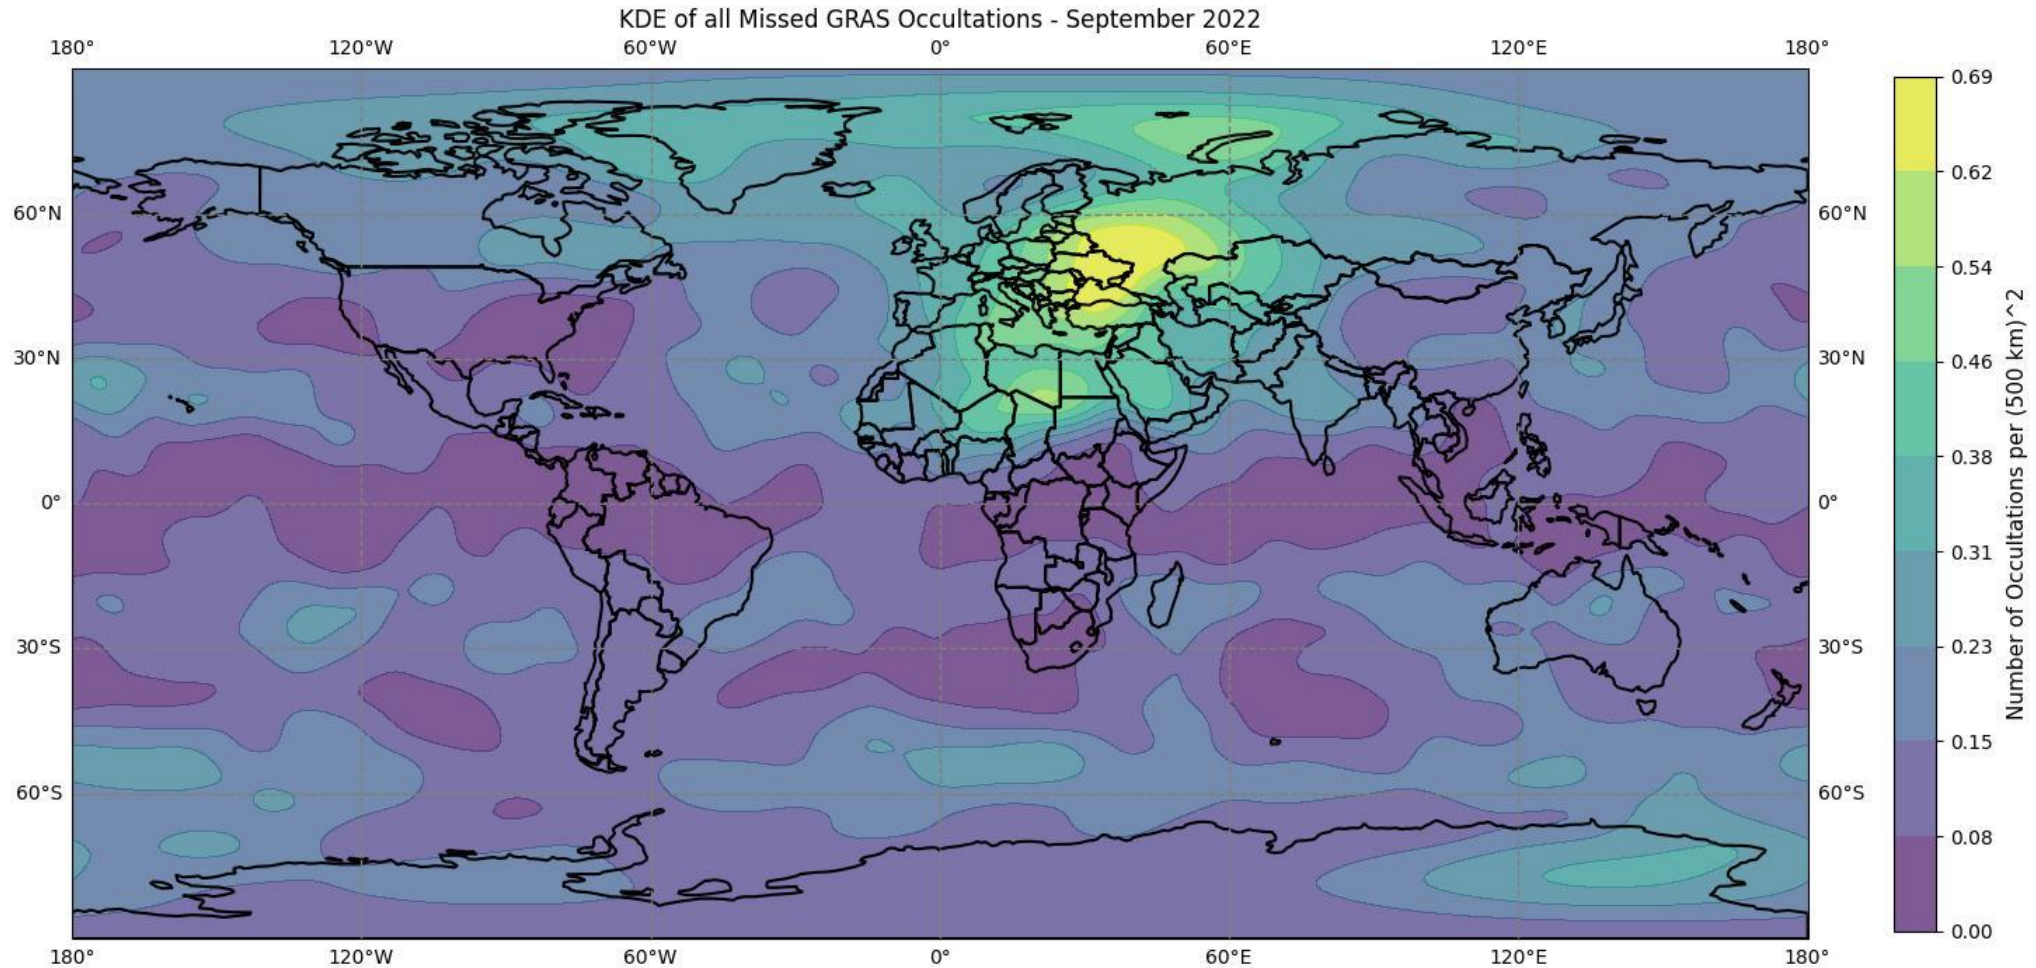 KDE of all Missed GRAS Occultations - September 2022
180° 120°W 60°W 0° 60°E 120°E 180°
60°N 60°N
30°N 30°N
0° 0°
30°S 30°S
60°S 60°S
180° 120°W 60°W 0° 60°E 120°E 180°
0.69
0.62
0.54
0.46
0.38
0.31
0.23
0.15
0.08
0.00
Number of Occultations per (500 km)^2